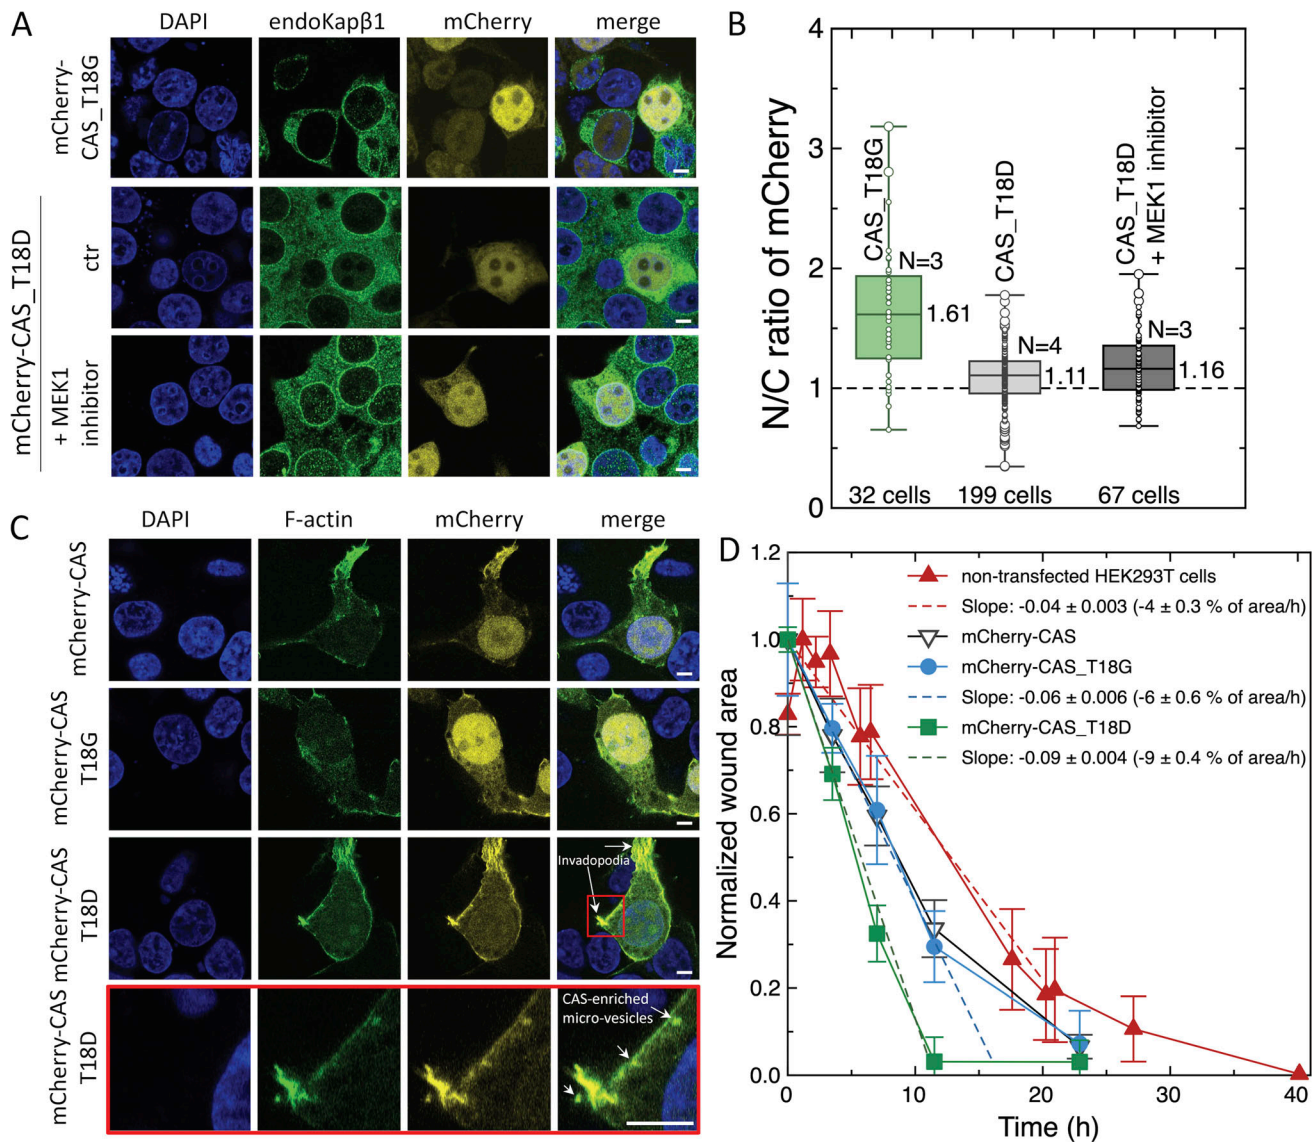 A
DAPI
endoKapβ1
mCherry
merge
mCherry-
CAS_T18G
mCherry-CAS_T18D
ctr
+ MEK1
inhibitor
B
N/C ratio of mCherry
4
3
2
1
0
CAS_T18G
N=3
1.61
CAS_T18D
N=4
1.11
CAS_T18D
+ MEK1 inhibitor
N=3
1.16
32 cells
199 cells
67 cells
C
DAPI
F-actin
mCherry
merge
mCherry-CAS
mCherry-CAS
T18G
mCherry-CAS
T18D
Invadopodia
mCherry-CAS
T18D
CAS-enriched
micro-vesicles
D
Normalized wound area
1.2
1.0
0.8
0.6
0.4
0.2
0.0
0
10
20
30
40
Time (h)
non-transfected HEK293T cells
Slope: -0.04 ± 0.003 (-4 ± 0.3 % of area/h)
mCherry-CAS
mCherry-CAS_T18G
Slope: -0.06 ± 0.006 (-6 ± 0.6 % of area/h)
mCherry-CAS_T18D
Slope: -0.09 ± 0.004 (-9 ± 0.4 % of area/h)